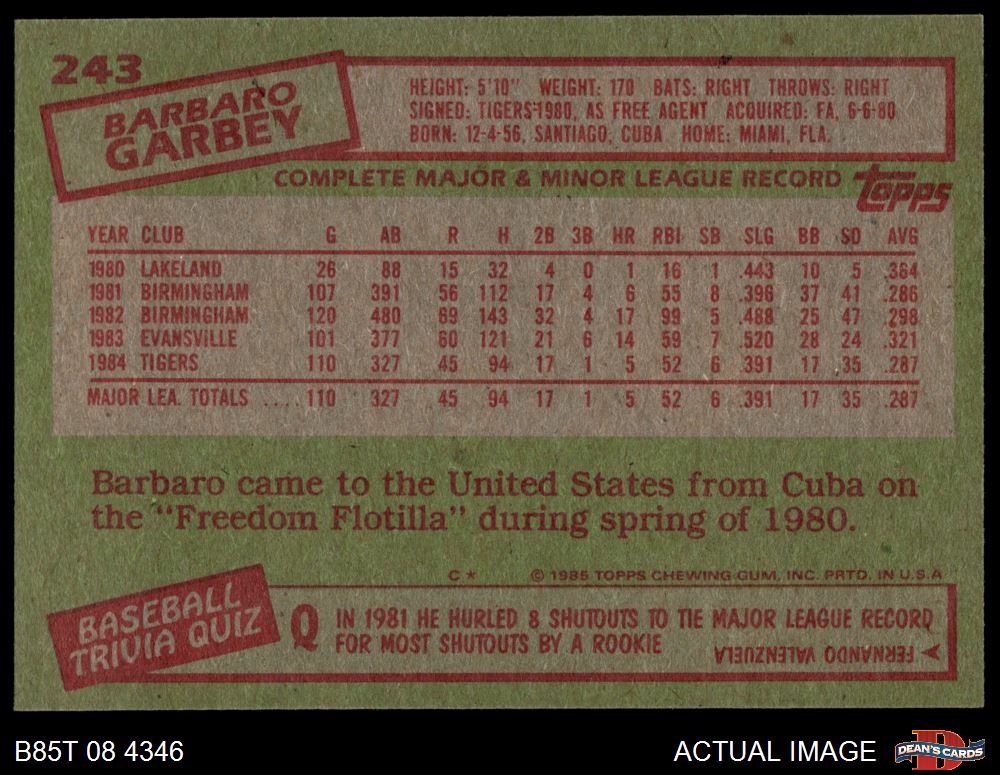 243
BARBARO
GARBEY
HEIGHT: 5'10" WEIGHT: 170 BATS: RIGHT THROWS: RIGHT
SIGNED: TIGERS-1980, AS FREE AGENT ACQUIRED: FA, 6-6-80
BORN: 12-4-56, SANTIAGO, CUBA HOME: MIAMI, FLA.
COMPLETE MAJOR & MINOR LEAGUE RECORD topps
YEAR CLUB G AB R H 2B 3B HR RBI SB SLG BB SO AVG
1980 LAKELAND 26 88 15 32 4 0 1 16 1 .443 10 5 .364
1981 BIRMINGHAM 107 391 56 112 17 4 6 55 8 .396 37 41 .286
1982 BIRMINGHAM 120 480 69 143 32 4 17 99 5 .488 25 47 .298
1983 EVANSVILLE 101 377 60 121 21 6 14 59 7 .520 28 24 .321
1984 TIGERS 110 327 45 94 17 1 5 52 6 .391 17 35 .287
MAJOR LEA. TOTALS .... 110 327 45 94 17 1 5 52 6 .391 17 35 .287
Barbaro came to the United States from Cuba on
the "Freedom Flotilla" during spring of 1980.
C * © 1985 TOPPS CHEWING GUM, INC. PRTD. IN U.S.A
BASEBALL
TRIVIA QUIZ
Q IN 1981 HE HURLED 8 SHUTOUTS TO TIE MAJOR LEAGUE RECORD
FOR MOST SHUTOUTS BY A ROOKIE
FERNANDO VALENZUELA
B85T 08 4346
ACTUAL IMAGE
D
DEAN'S CARDS